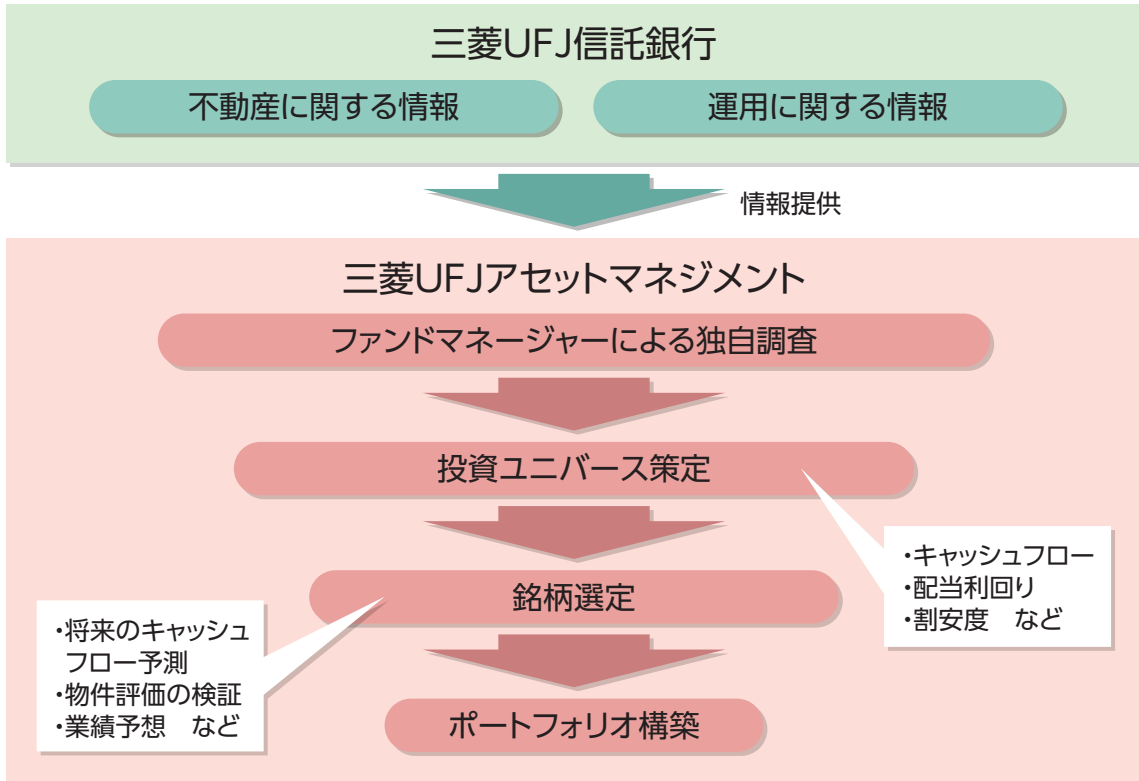 三菱UFJ信託銀行
不動産に関する情報
運用に関する情報
情報提供
三菱UFJアセットマネジメント
ファンドマネージャーによる独自調査
投資ユニバース策定
・キャッシュフロー
・配当利回り
・割安度　など
銘柄選定
・将来のキャッシュ
フロー予測
・物件評価の検証
・業績予想　など
ポートフォリオ構築